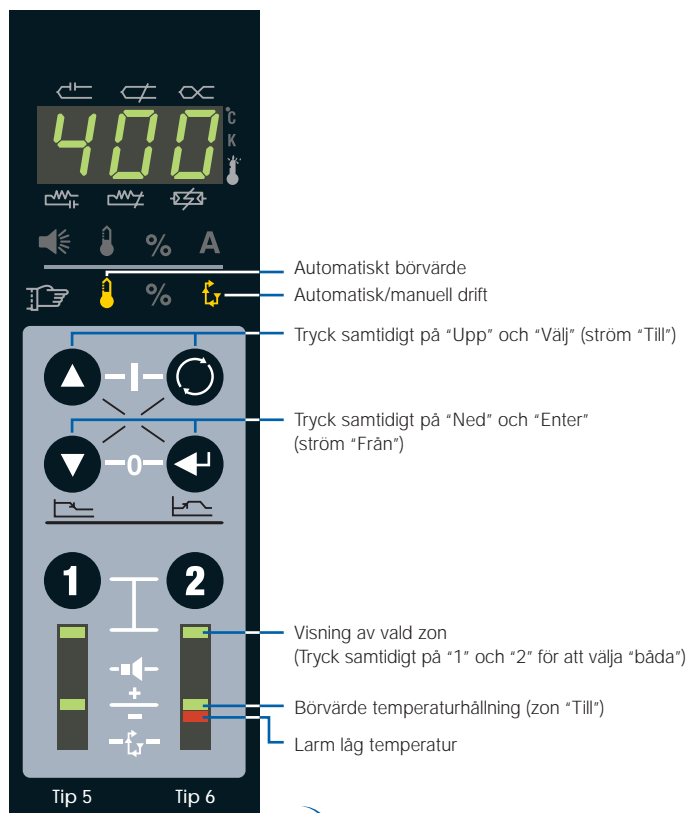 400
°C
K
% A
%
Automatiskt börvärde
Automatisk/manuell drift
Tryck samtidigt på “Upp” och “Välj” (ström “Till”)
Tryck samtidigt på “Ned” och “Enter”
(ström “Från”)
0
1 2
Visning av vald zon
(Tryck samtidigt på “1” och “2” för att välja “båda”)
+
−
Börvärde temperaturhållning (zon “Till”)
Larm låg temperatur
Tip 5 Tip 6